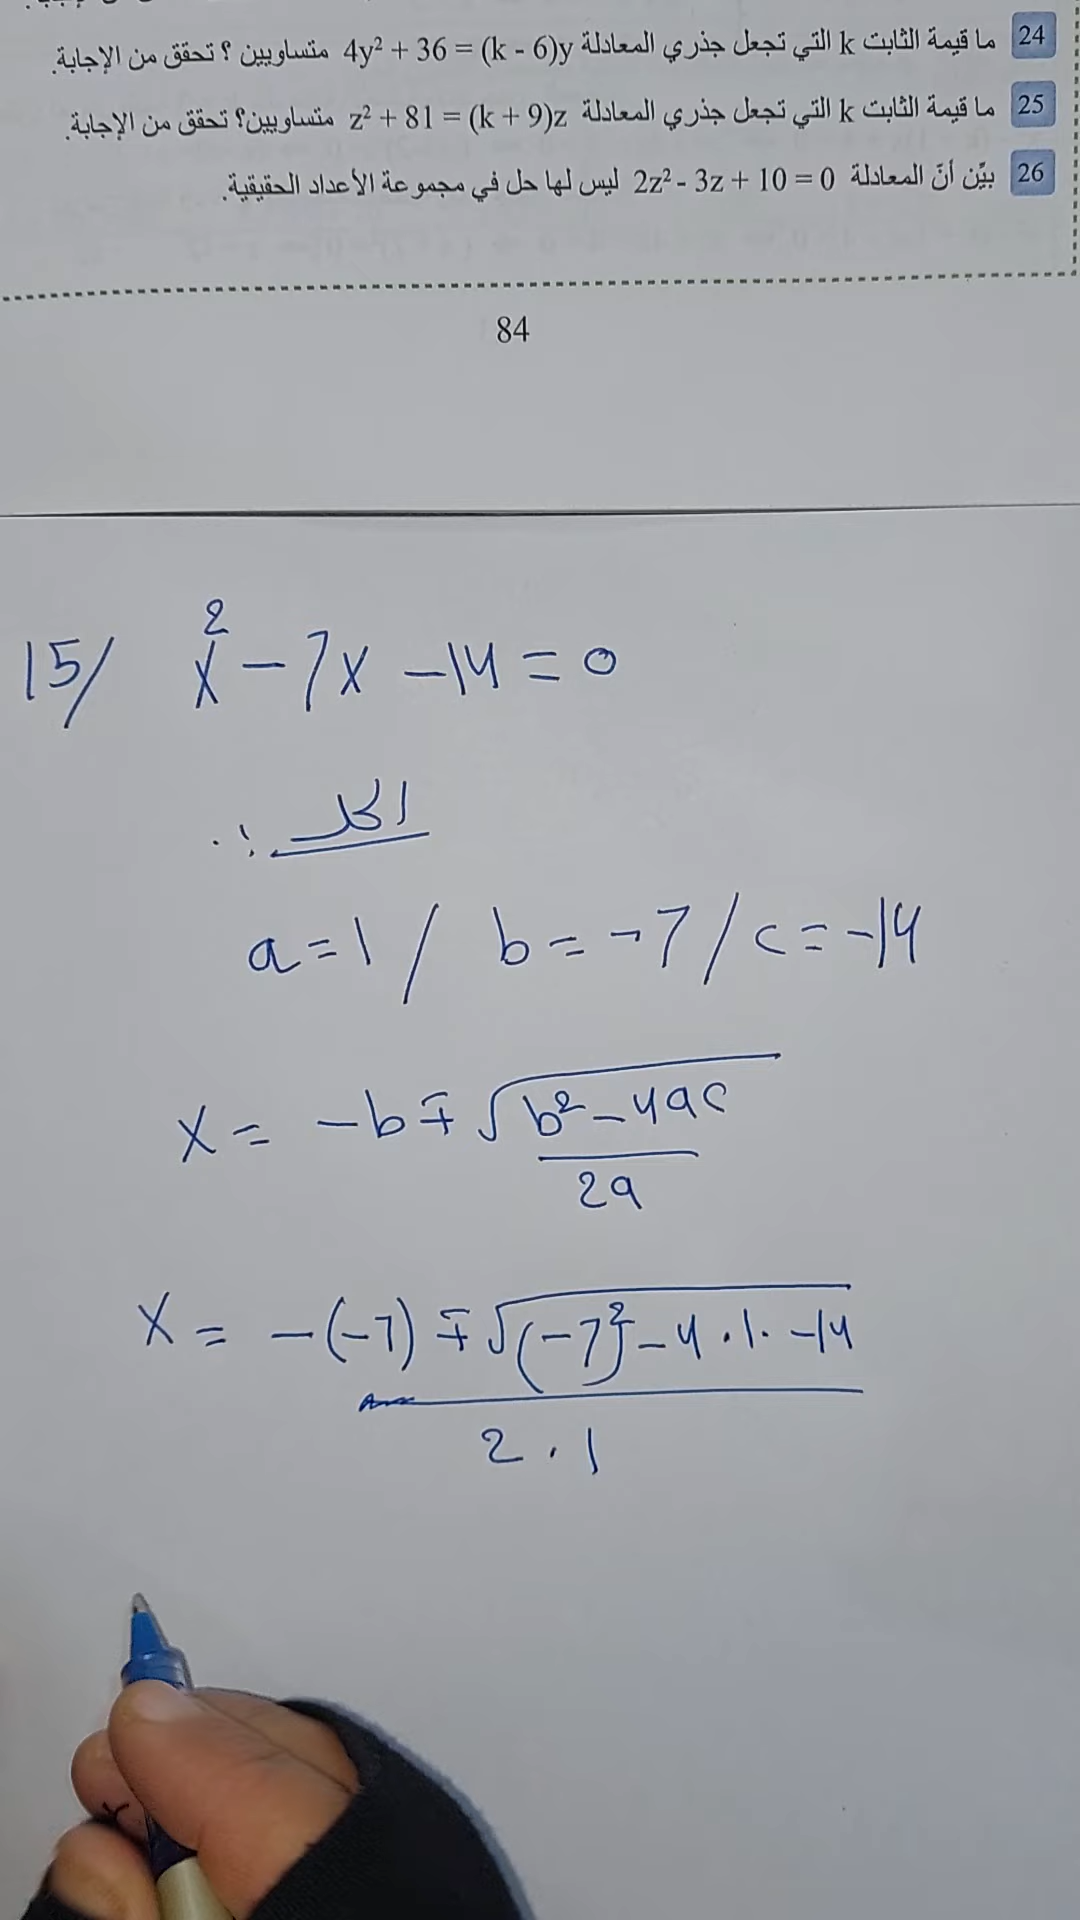 24 ما قيمة الثابت k التي تجعل جذري المعادلة 4y² + 36 = (k - 6)y متساويين ؟ تحقق من الإجابة.
25 ما قيمة الثابت k التي تجعل جذري المعادلة z² + 81 = (k + 9)z متساويين؟ تحقق من الإجابة.
26 بيِّن أنّ المعادلة 2z² - 3z + 10 = 0 ليس لها حل في مجموعة الأعداد الحقيقية.
84
15/ x² - 7x - 14 = 0
الحل :.
a = 1 / b = -7 / c = -14
x = -b ∓ √(b² - 4ac)
2a
x = -(-7) ∓ √((-7)² - 4 . 1 . -14)
2 . 1